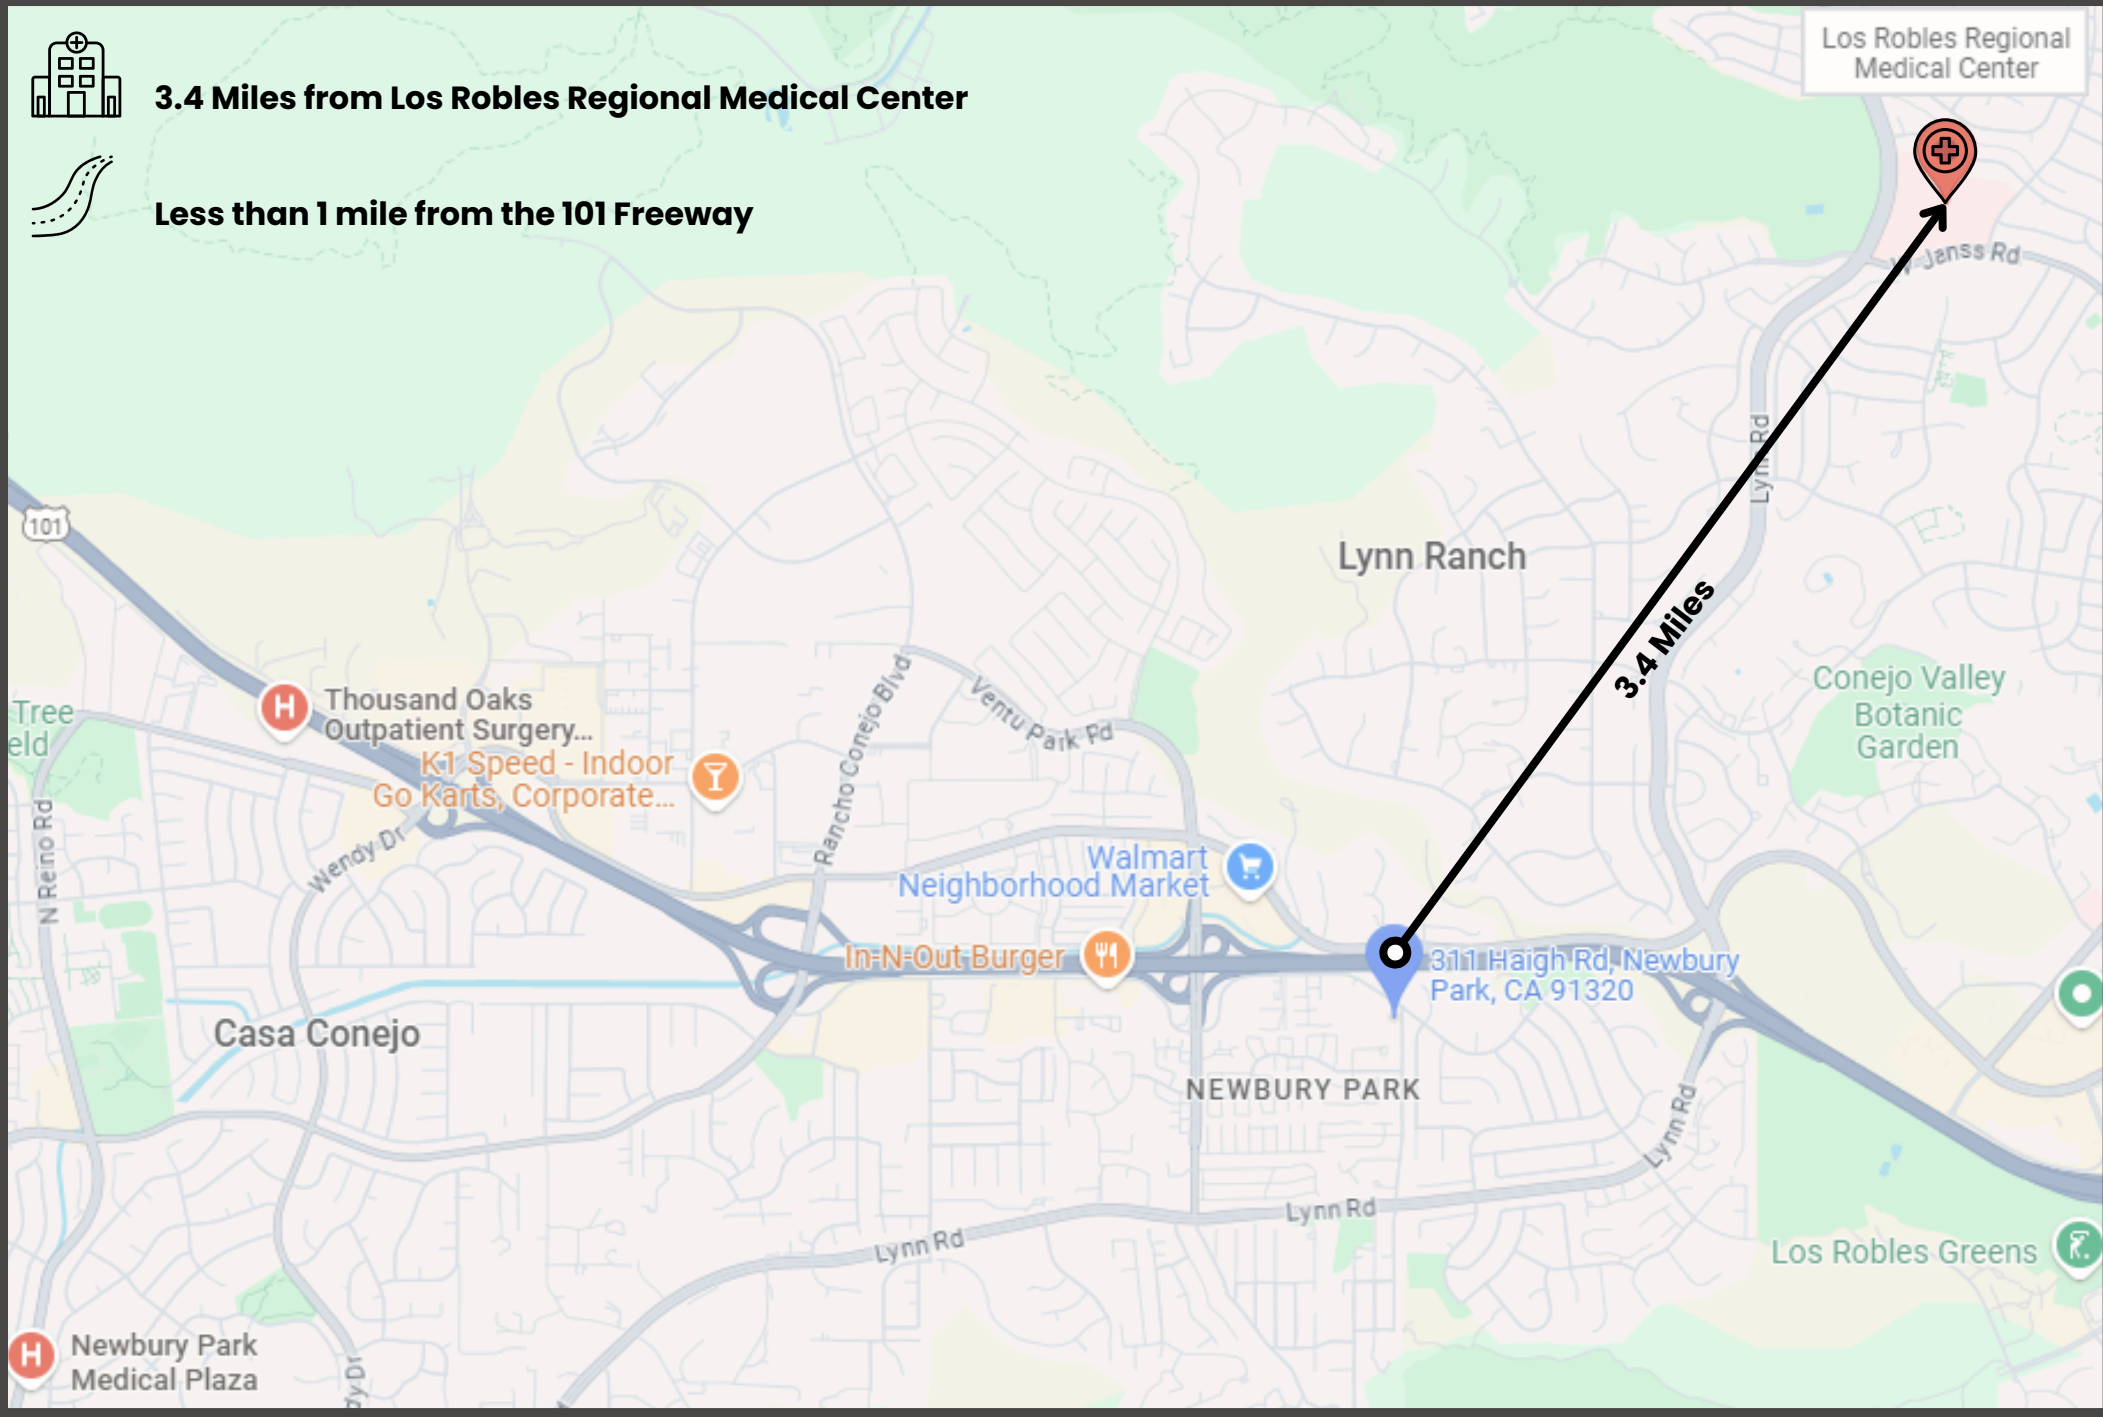 3.4 Miles from Los Robles Regional Medical Center
Less than 1 mile from the 101 Freeway
Los Robles Regional
Medical Center
W Janss Rd
Lynn Rd
101
Lynn Ranch
3.4 Miles
Thousand Oaks
Outpatient Surgery...
K1 Speed - Indoor
Go Karts, Corporate...
Tree
eld
N Reino Rd
Wendy Dr
Rancho Conejo Blvd
Ventu Park Rd
Conejo Valley
Botanic
Garden
Walmart
Neighborhood Market
In-N-Out Burger
311 Haigh Rd, Newbury
Park, CA 91320
Casa Conejo
NEWBURY PARK
Lynn Rd
Lynn Rd
Lynn Rd
Los Robles Greens
H
H
Newbury Park
Medical Plaza
dy Dr